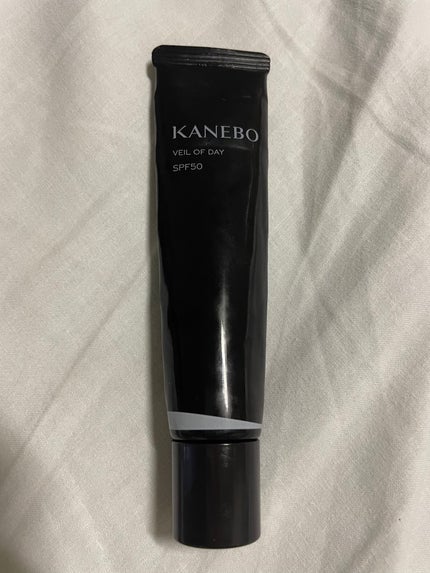 KANEBO
VEIL OF DAY
SPF50